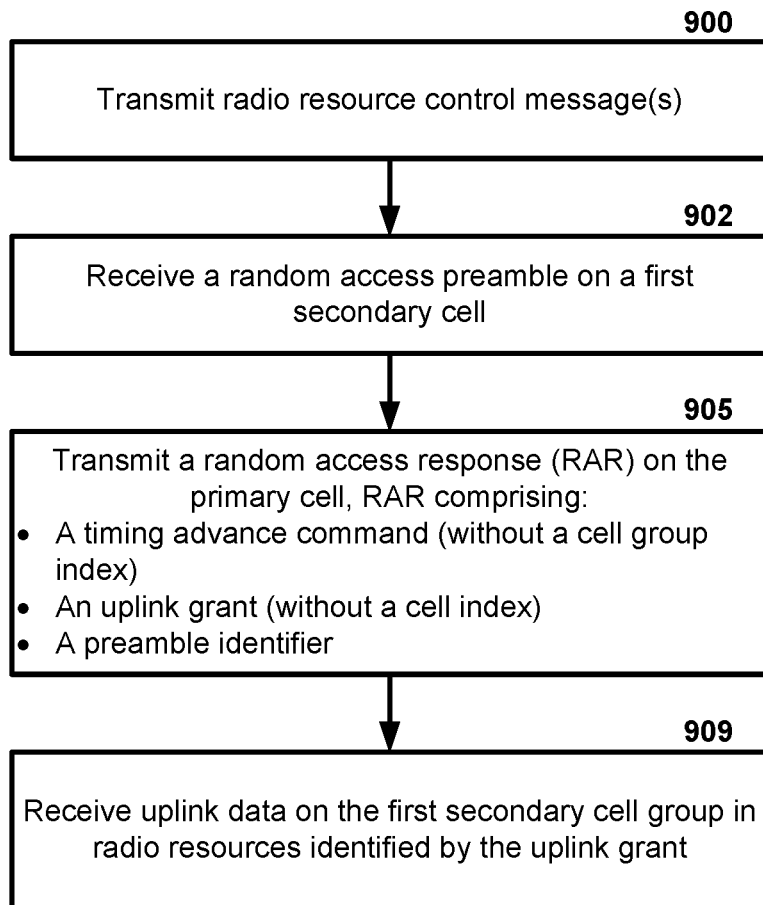 900
Transmit radio resource control message(s)
902
Receive a random access preamble on a first
secondary cell
905
Transmit a random access response (RAR) on the
primary cell, RAR comprising:
• A timing advance command (without a cell group
index)
• An uplink grant (without a cell index)
• A preamble identifier
909
Receive uplink data on the first secondary cell group in
radio resources identified by the uplink grant